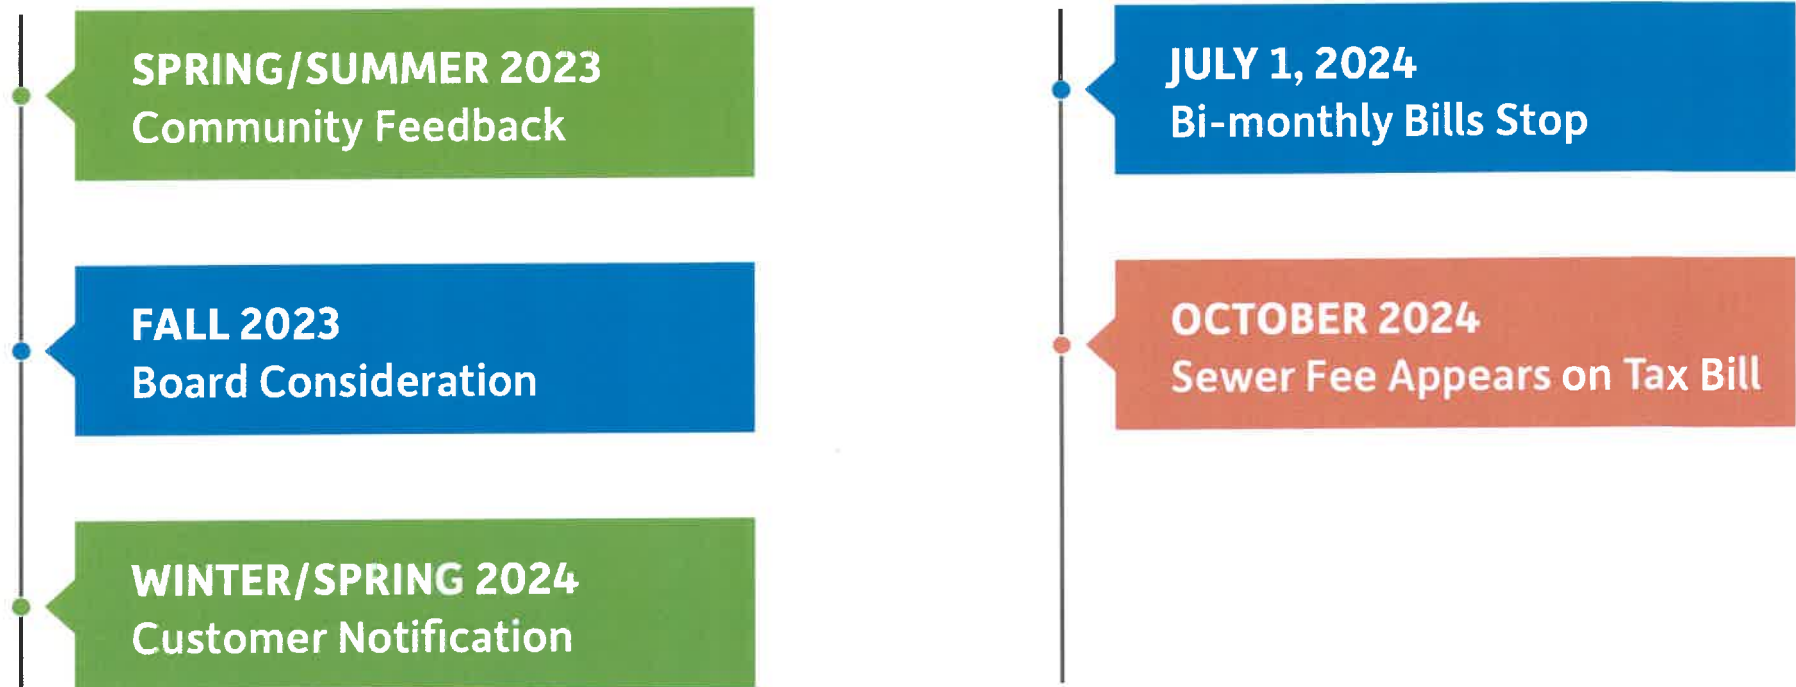 SPRING/SUMMER 2023
Community Feedback
FALL 2023
Board Consideration
WINTER/SPRING 2024
Customer Notification
JULY 1, 2024
Bi-monthly Bills Stop
OCTOBER 2024
Sewer Fee Appears on Tax Bill